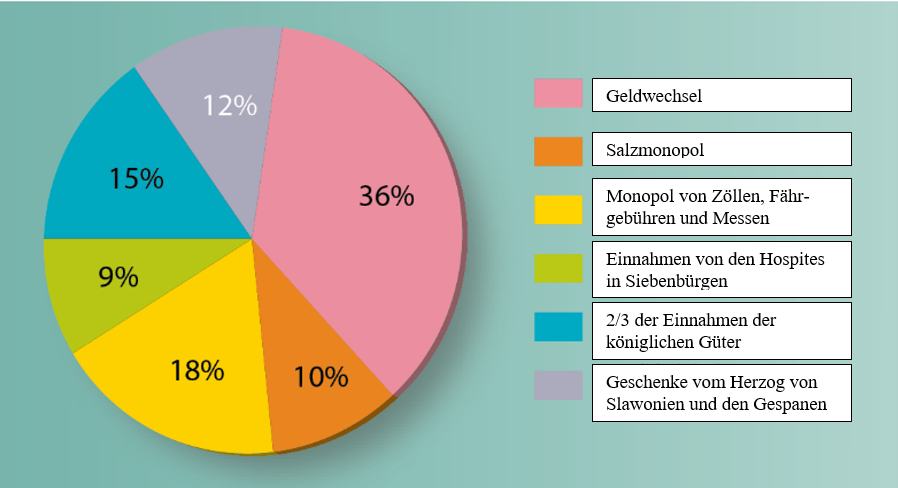 12%
36%
15%
9%
18%
10%
Geldwechsel
Salzmonopol
Monopol von Zöllen, Fähr-
gebühren und Messen
Einnahmen von den Hospites
in Siebenbürgen
2/3 der Einnahmen der
königlichen Güter
Geschenke vom Herzog von
Slawonien und den Gespanen